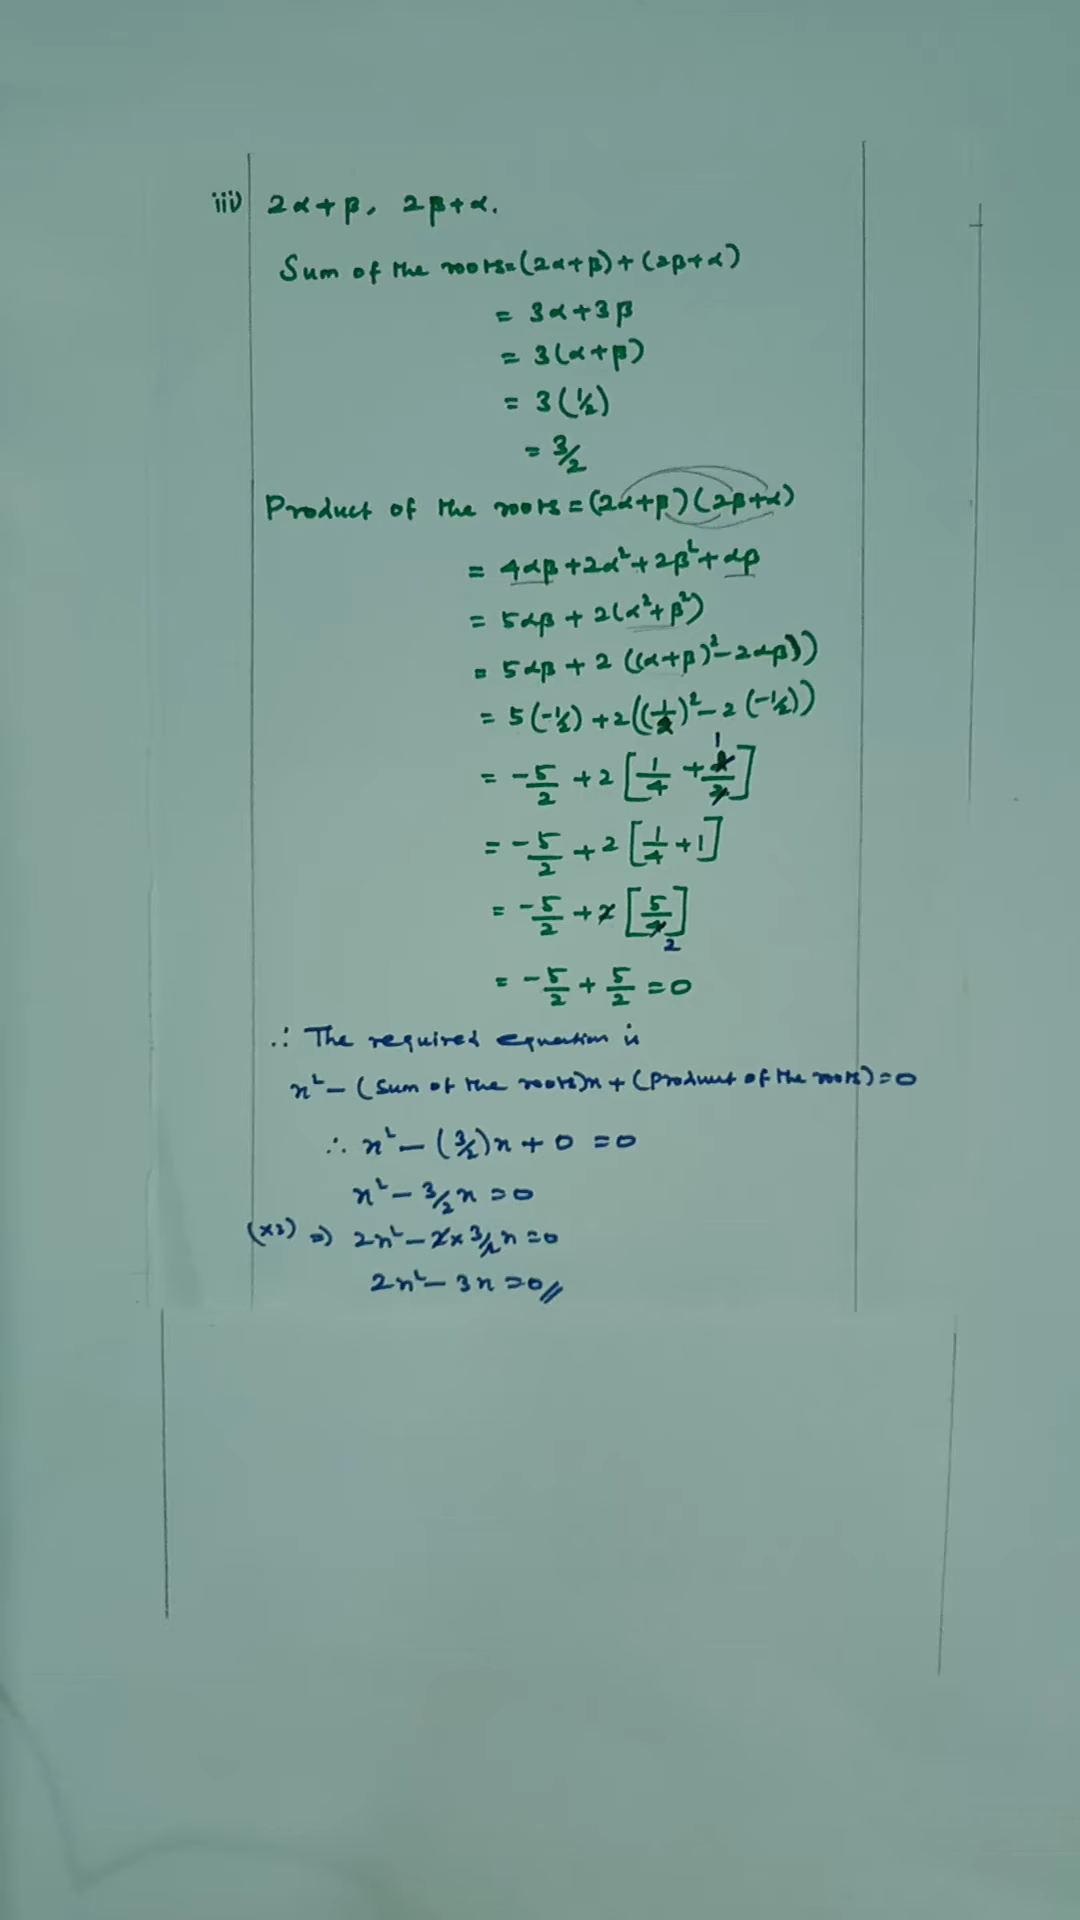 iii) 2α+β, 2β+α.
Sum of the roots=(2α+β)+(2β+α)
= 3α+3β
= 3(α+β)
= 3(1/2)
= 3/2
Product of the roots=(2α+β)(2β+α)
= 4αβ+2α²+2β²+αβ
= 5αβ+2(α²+β²)
= 5αβ+2((α+β)²-2αβ))
= 5(-1/2)+2((1/2)²-2(-1/2))
= -5/2+2[1/4+2/2]
1
= -5/2+2[1/4+1]
= -5/2+2[5/4]
2
= -5/2+5/2=0
∴ The required equation is
x²-(Sum of the roots)x+(Product of the roots)=0
∴ x²-(3/2)x+0=0
x²-3/2x=0
(×2) ⇒ 2x²-2×3/2x=0
2x²-3x=0//